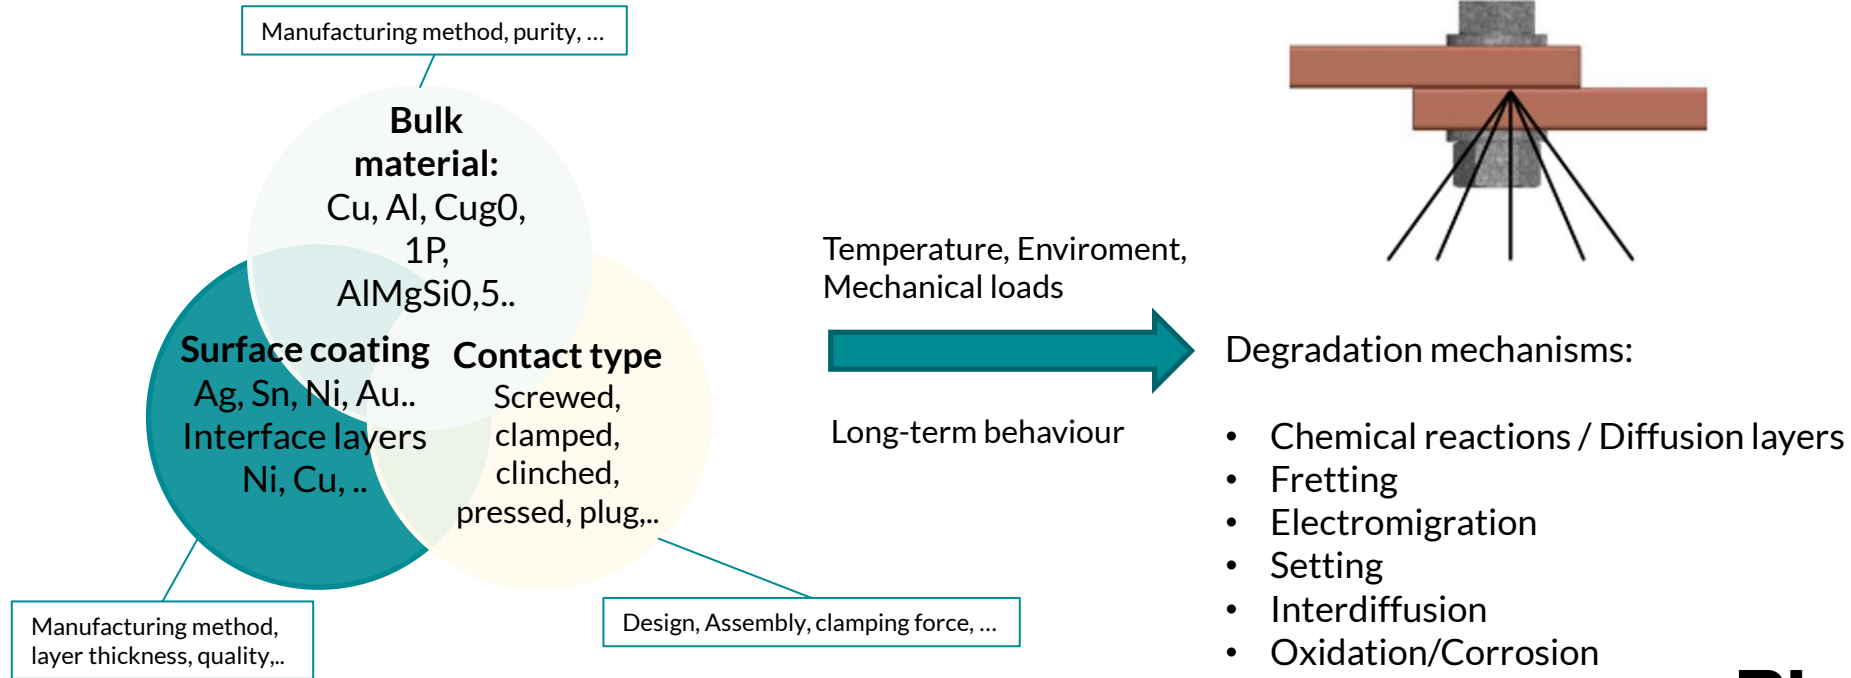 Manufacturing method, purity, ...
Bulk
material:
Cu, Al, Cug0,
1P,
AlMgSi0,5..
Surface coating
Ag, Sn, Ni, Au..
Interface layers
Ni, Cu, ..
Contact type
Screwed,
clamped,
clinched,
pressed, plug,..
Manufacturing method,
layer thickness, quality,..
Design, Assembly, clamping force, ...
Temperature, Enviroment,
Mechanical loads
Long-term behaviour
Degradation mechanisms:
• Chemical reactions / Diffusion layers
• Fretting
• Electromigration
• Setting
• Interdiffusion
• Oxidation/Corrosion